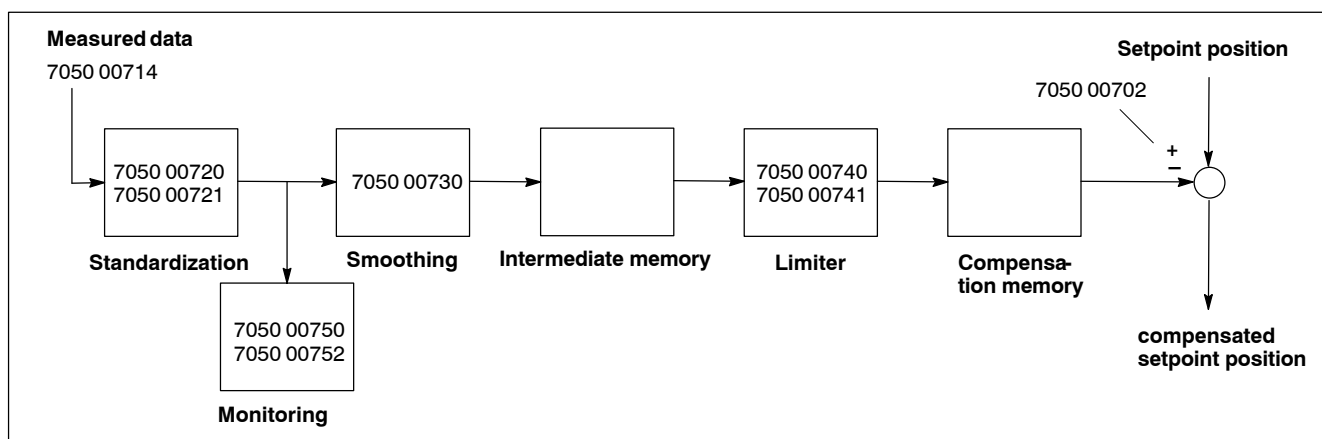 Measured data
7050 00714
Setpoint position
7050 00702
+
−
7050 00720
7050 00721
Standardization
7050 00730
Smoothing
Intermediate memory
7050 00740
7050 00741
Limiter
Compensa-
tion memory
7050 00750
7050 00752
Monitoring
compensated
setpoint position